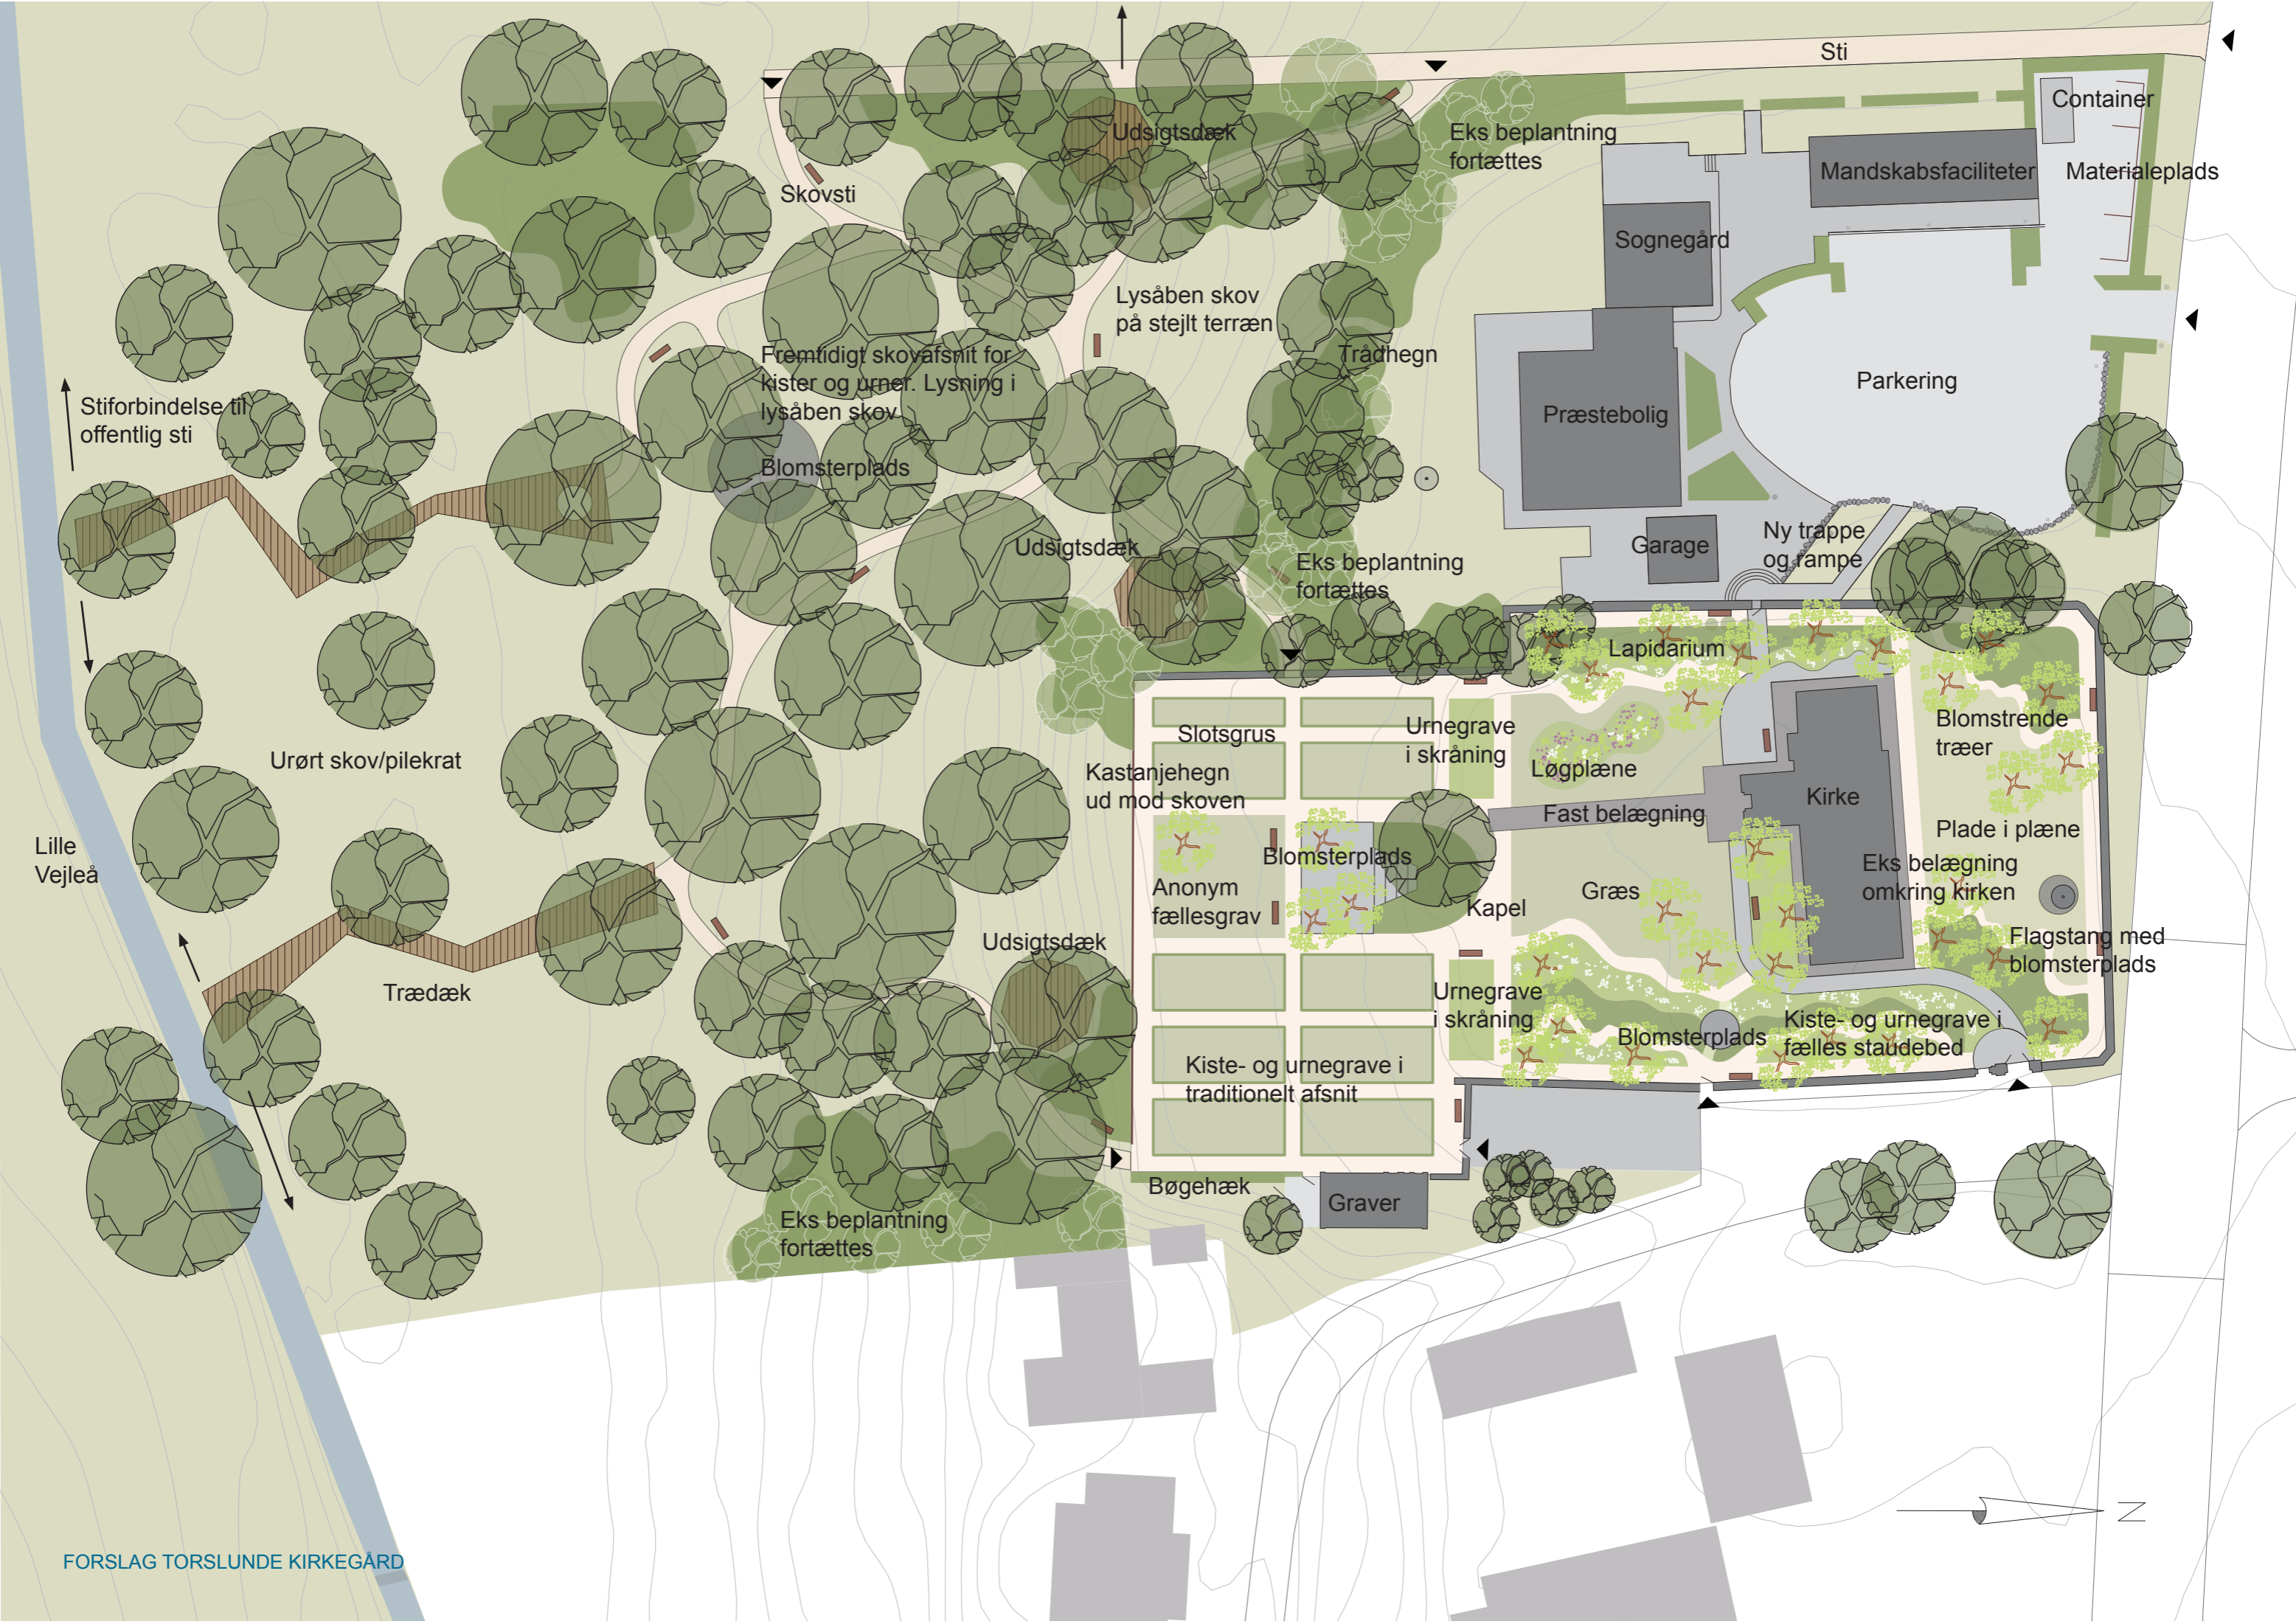 Sti
Container
Udsigtsdæk
Eks beplantning
fortættes
Mandskabsfaciliteter
Materialeplads
Skovsti
Sognegård
Lysåben skov
på stejlt terræn
Trådhegn
Fremtidigt skovafsnit for
kister og urner. Lysning i
lysåben skov
Parkering
Stiforbindelse til
offentlig sti
Præstebolig
Blomsterplads
Ny trappe
og rampe
Garage
Udsigtsdæk
Eks beplantning
fortættes
Lapidarium
Blomstrende
træer
Slotsgrus
Urnegrave
i skråning
Urørt skov/pilekrat
Kastanjehegn
ud mod skoven
Løgplæne
Kirke
Fast belægning
Plade i plæne
Lille
Vejleå
Blomsterplads
Eks belægning
omkring kirken
Anonym
fællesgrav
Græs
Kapel
Udsigtsdæk
Flagstang med
blomsterplads
Trædæk
Urnegrave
i skråning
Blomsterplads
Kiste- og urnegrave i
fælles staudebed
Kiste- og urnegrave i
traditionelt afsnit
Bøgehæk
Graver
Eks beplantning
fortættes
N
FORSLAG TORSLUNDE KIRKEGÅRD